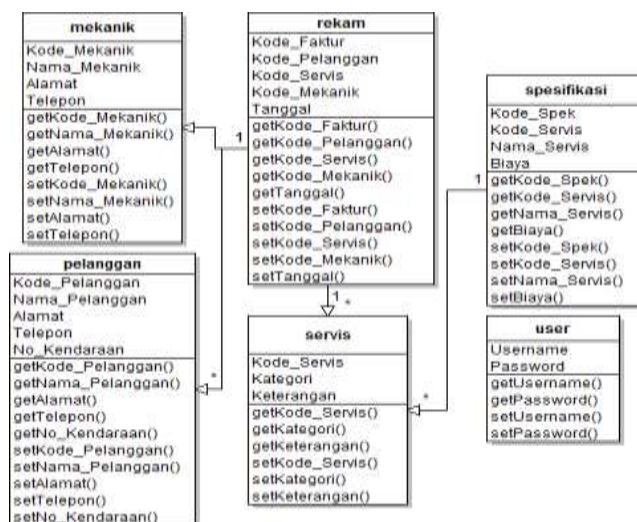 mekanik
Kode_Mekanik
Nama_Mekanik
Alamat
Telepon
getKode_Mekanik()
getNama_Mekanik()
getAlamat()
getTelepon()
setKode_Mekanik()
setNama_Mekanik()
setAlamat()
setTelepon()
rekam
Kode_Faktur
Kode_Pelanggan
Kode_Servis
Kode_Mekanik
Tanggal
getKode_Faktur()
getKode_Pelanggan()
getKode_Servis()
getKode_Mekanik()
getTanggal()
setKode_Faktur()
setKode_Pelanggan()
setKode_Servis()
setKode_Mekanik()
setTanggal()
spesifikasi
Kode_Spek
Kode_Servis
Nama_Servis
Biaya
getKode_Spek()
getKode_Servis()
getNama_Servis()
getBiaya()
setKode_Spek()
setKode_Servis()
setNama_Servis()
setBiaya()
pelanggan
Kode_Pelanggan
Nama_Pelanggan
Alamat
Telepon
No_Kendaraan
getKode_Pelanggan()
getNama_Pelanggan()
getAlamat()
getTelepon()
getNo_Kendaraan()
setKode_Pelanggan()
setNama_Pelanggan()
setAlamat()
setTelepon()
setNo_Kendaraan()
servis
Kode_Servis
Kategori
Keterangan
getKode_Servis()
getKategori()
getKeterangan()
setKode_Servis()
setKategori()
setKeterangan()
user
Username
Password
getUsername()
getPassword()
setUsername()
setPassword()
1
*
1
*
1
*